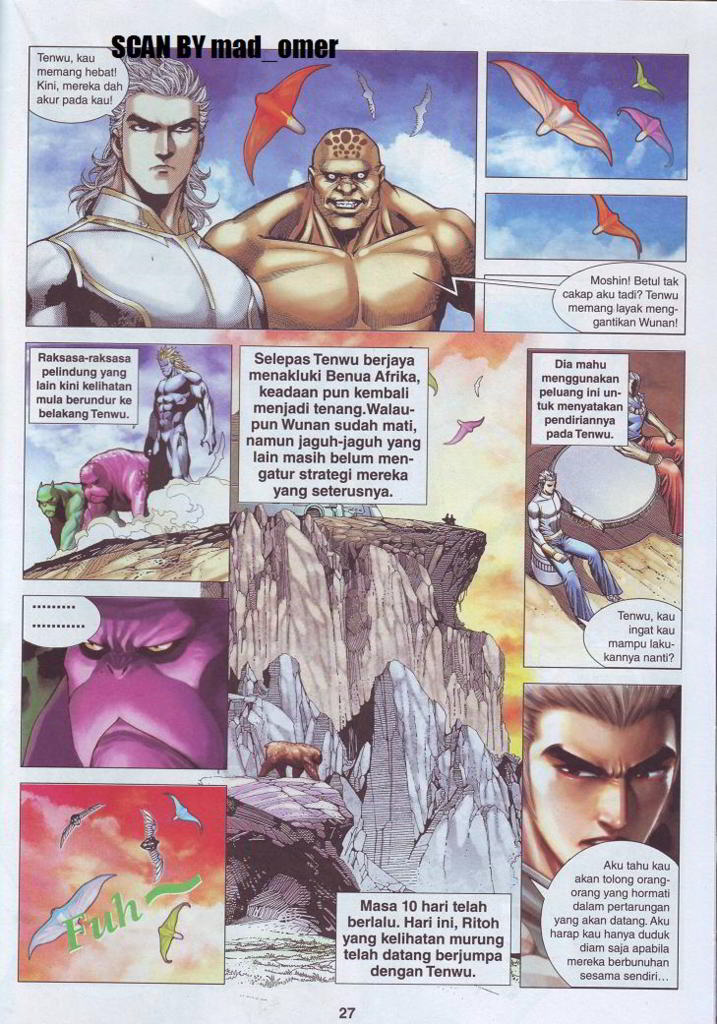 SCAN BY mad_omer
Tenwu, kau
memang hebat!
Kini, mereka dah
akur pada kau!
Moshin! Betul tak
cakap aku tadi? Tenwu
memang layak meng-
gantikan Wunan!
Raksasa-raksasa
pelindung yang
lain kini kelihatan
mula berundur ke
belakang Tenwu.
Selepas Tenwu berjaya
menakluki Benua Afrika,
keadaan pun kembali
menjadi tenang.Walau-
pun Wunan sudah mati,
namun jaguh-jaguh yang
lain masih belum men-
gatur strategi mereka
yang seterusnya.
Dia mahu
menggunakan
peluang ini un-
tuk menyatakan
pendiriannya
pada Tenwu.
Tenwu, kau
ingat kau
mampu laku-
kannya nanti?
.........
...........
Fuh~
Masa 10 hari telah
berlalu. Hari ini, Ritoh
yang kelihatan murung
telah datang berjumpa
dengan Tenwu.
Aku tahu kau
akan tolong orang-
orang yang hormati
dalam pertarungan
yang akan datang. Aku
harap kau hanya duduk
diam saja apabila
mereka berbunuhan
sesama sendiri...
27